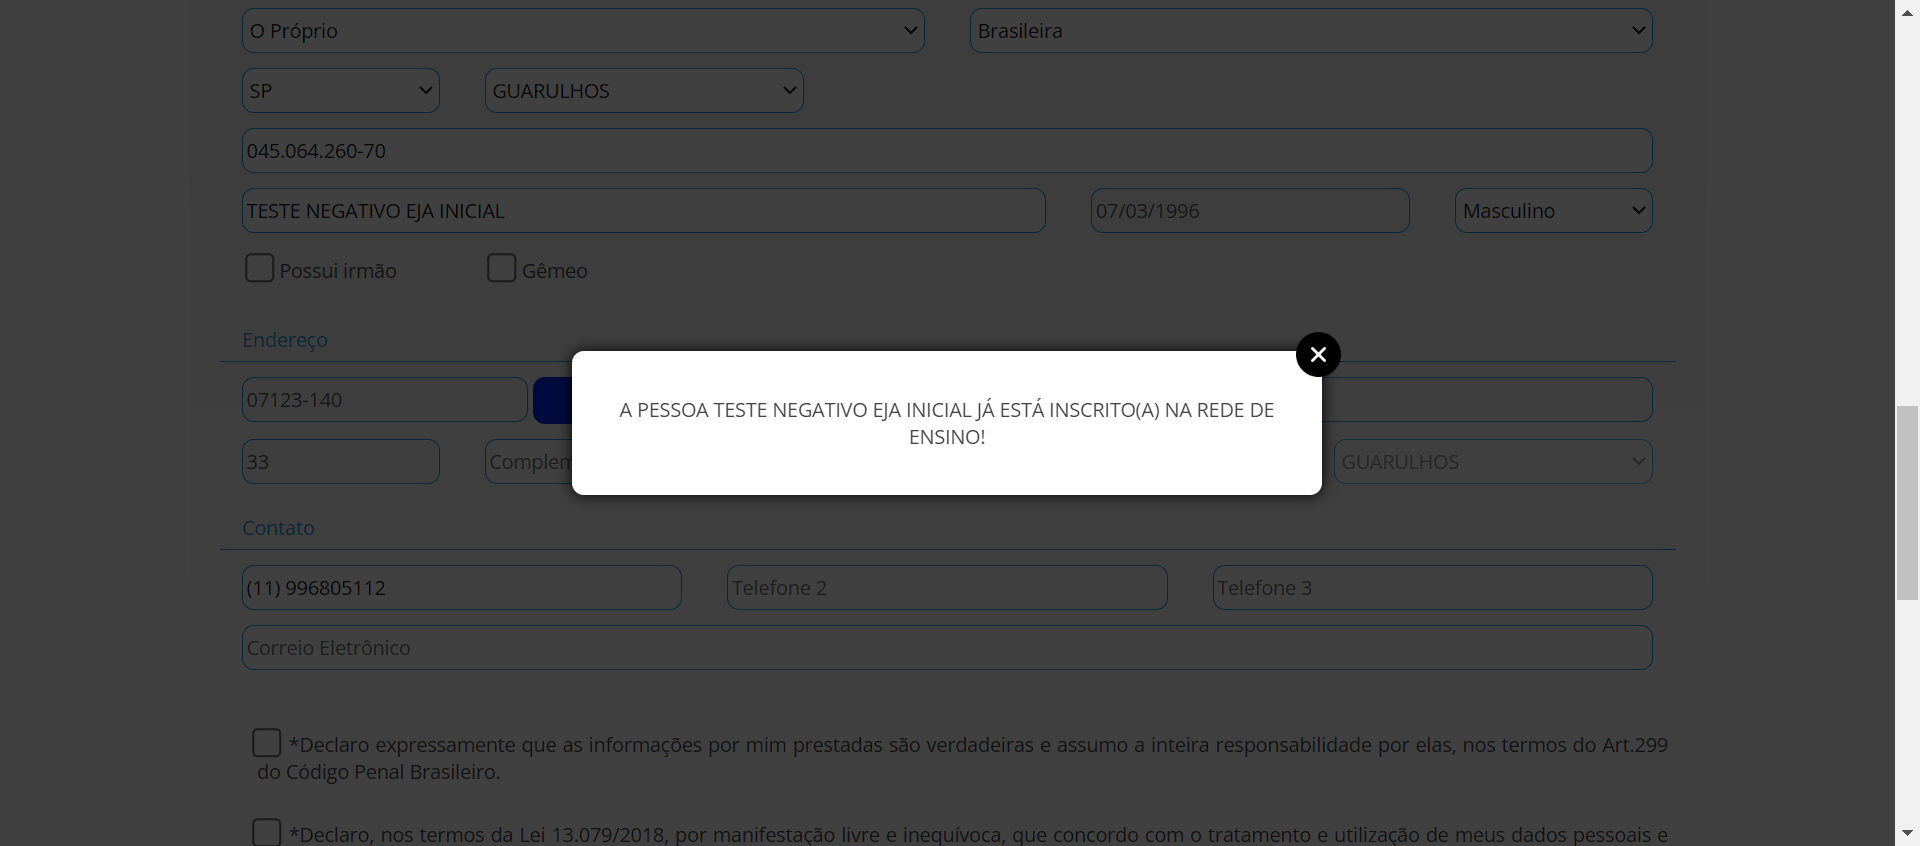 O Próprio
Brasileira
SP
GUARULHOS
045.064.260-70
TESTE NEGATIVO EJA INICIAL
07/03/1996
Masculino
Possui irmão
Gêmeo
Endereço
A PESSOA TESTE NEGATIVO EJA INICIAL JÁ ESTÁ INSCRITO(A) NA REDE DE
ENSINO!
07123-140
33
Complem
GUARULHOS
Contato
(11) 996805112
Telefone 2
Telefone 3
Correio Eletrônico
*Declaro expressamente que as informações por mim prestadas são verdadeiras e assumo a inteira responsabilidade por elas, nos termos do Art.299
do Código Penal Brasileiro.
*Declaro, nos termos da Lei 13.079/2018, por manifestação livre e inequívoca, que concordo com o tratamento e utilização de meus dados pessoais e